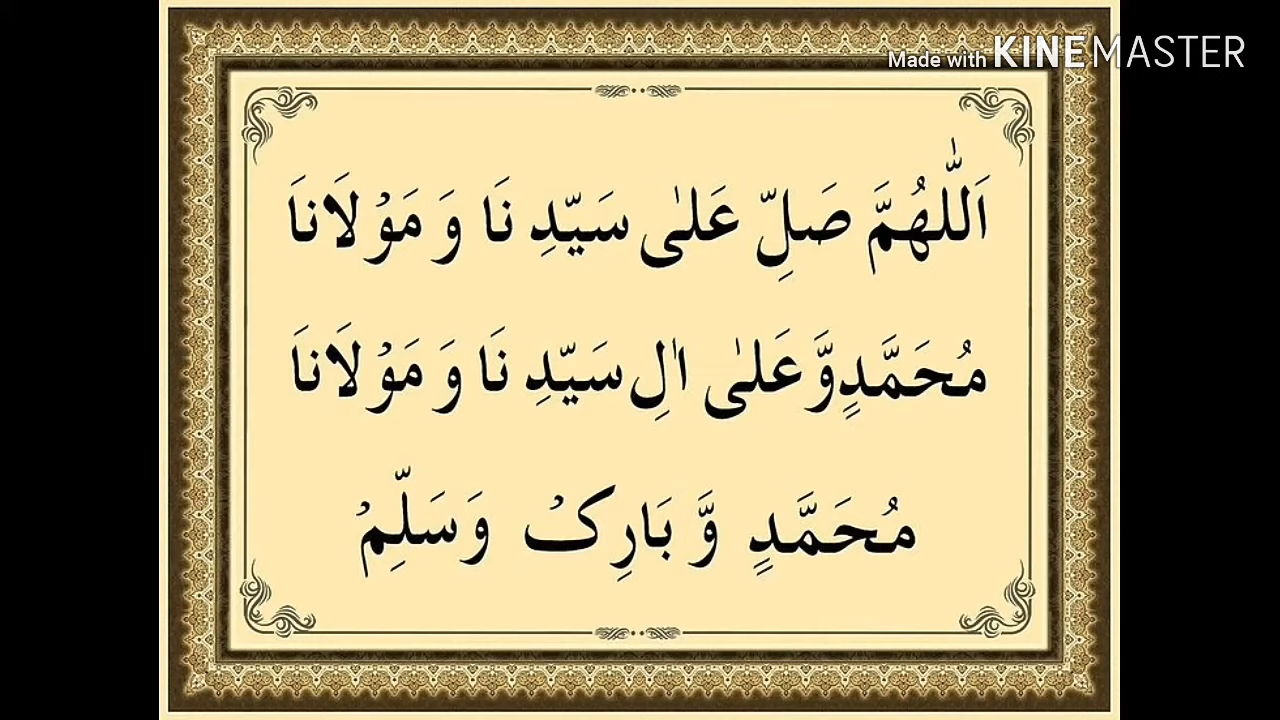 Made with KINEMASTER
اَللّٰهُمَّ صَلِّ عَلٰى سَيِّدِ نَا وَ مَوْلَانَا
مُحَمَّدٍوَّ عَلٰى اٰلِ سَيِّدِ نَا وَ مَوْلَانَا
مُحَمَّدٍ وَّ بَارِکْ وَسَلِّمْ